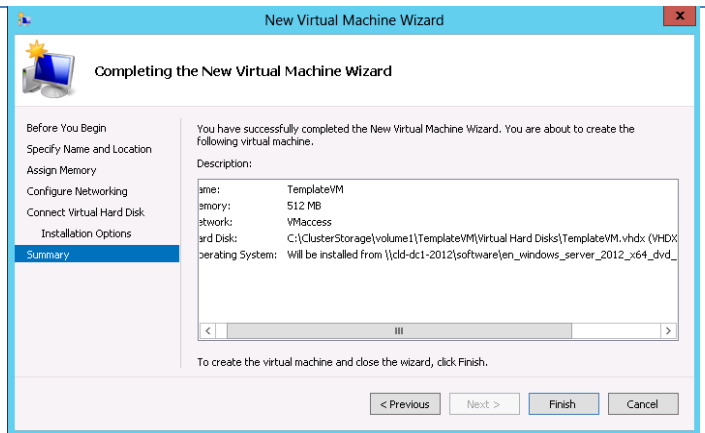 New Virtual Machine Wizard
x
Completing the New Virtual Machine Wizard
Before You Begin
Specify Name and Location
Assign Memory
Configure Networking
Connect Virtual Hard Disk
Installation Options
Summary
You have successfully completed the New Virtual Machine Wizard. You are about to create the
following virtual machine.
Description:
ame: TemplateVM
emory: 512 MB
etwork: VMaccess
ard Disk: C:\ClusterStorage\volume1\TemplateVM\Virtual Hard Disks\TemplateVM.vhdx (VHDX
perating System: Will be installed from \\cld-dc1-2012\software\en_windows_server_2012_x64_dvd_
To create the virtual machine and close the wizard, click Finish.
< Previous Next > Finish Cancel